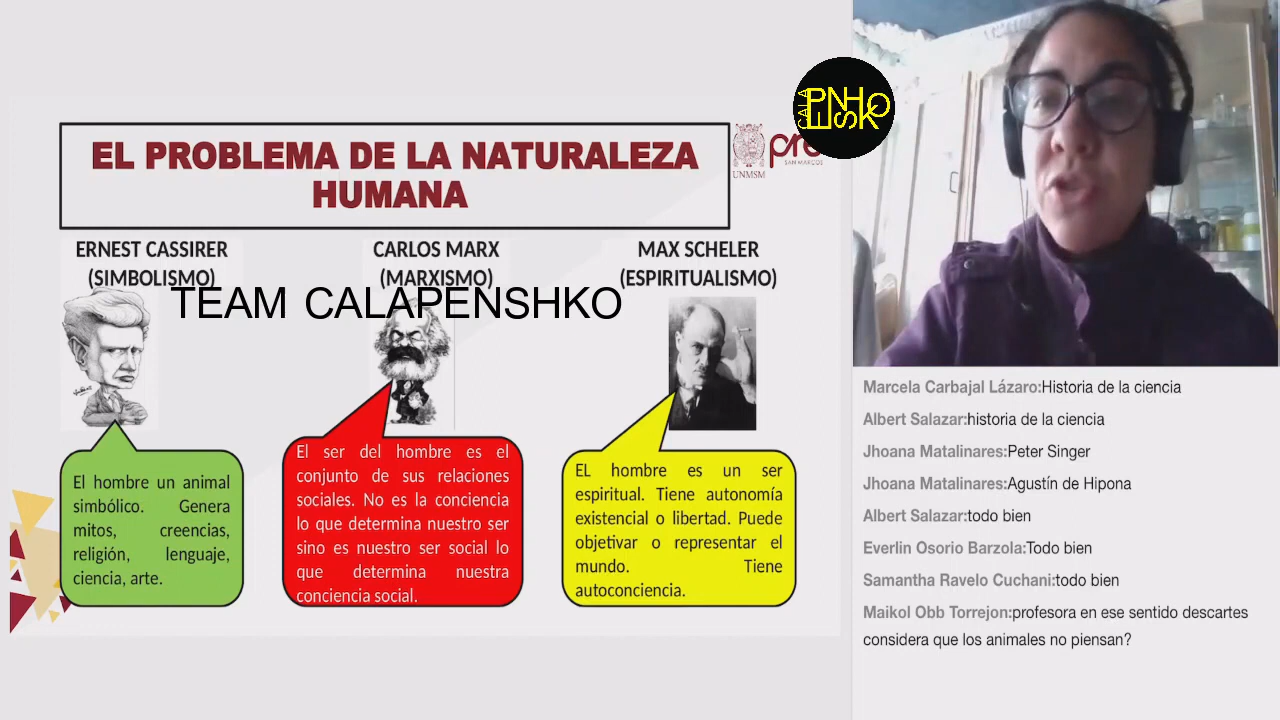 EL PROBLEMA DE LA NATURALEZA
HUMANA
UNMSM
pre
SAN MARCOS
CALA
PENSHKO
ERNEST CASSIRER
(SIMBOLISMO)
CARLOS MARX
(MARXISMO)
MAX SCHELER
(ESPIRITUALISMO)
TEAM CALAPENSHKO
El hombre un animal
simbólico. Genera
mitos, creencias,
religión, lenguaje,
ciencia, arte.
El ser del hombre es el
conjunto de sus relaciones
sociales. No es la conciencia
lo que determina nuestro ser
sino es nuestro ser social lo
que determina nuestra
conciencia social.
EL hombre es un ser
espiritual. Tiene autonomía
existencial o libertad. Puede
objetivar o representar el
mundo. Tiene
autoconciencia.
Marcela Carbajal Lázaro:Historia de la ciencia
Albert Salazar:historia de la ciencia
Jhoana Matalinares:Peter Singer
Jhoana Matalinares:Agustín de Hipona
Albert Salazar:todo bien
Everlin Osorio Barzola:Todo bien
Samantha Ravelo Cuchani:todo bien
Maikol Obb Torrejon:profesora en ese sentido descartes
considera que los animales no piensan?